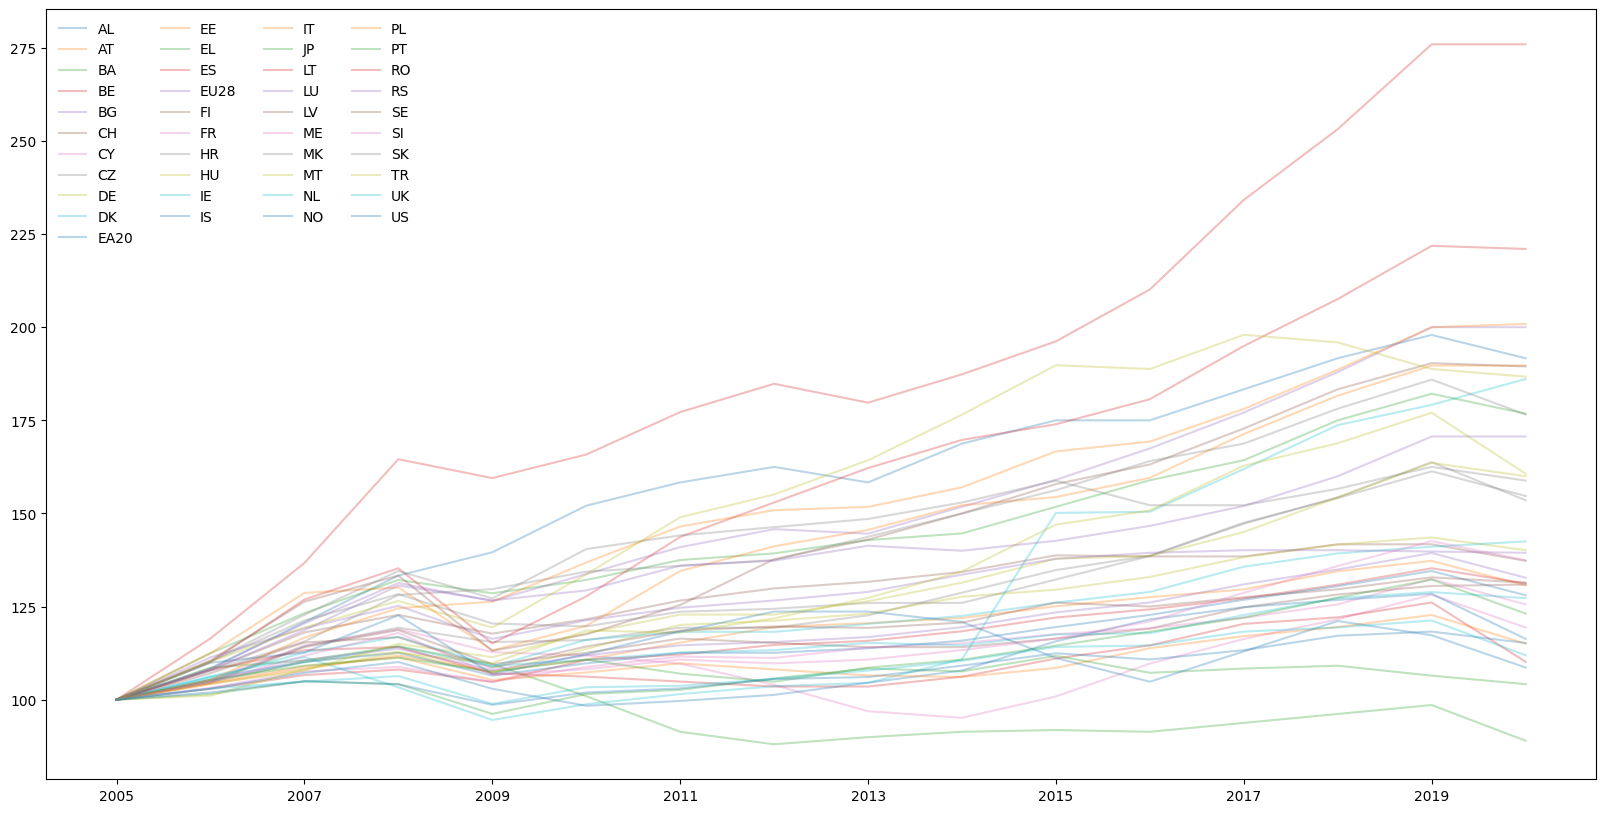 275
250
225
200
175
150
125
100
AL EE IT PL
AT EL JP PT
BA ES LT RO
BE EU28 LU RS
BG FI LV SE
CH FR ME SI
CY HR MK SK
CZ HU MT TR
DE IE NL UK
DK IS NO US
EA20
2005 2007 2009 2011 2013 2015 2017 2019